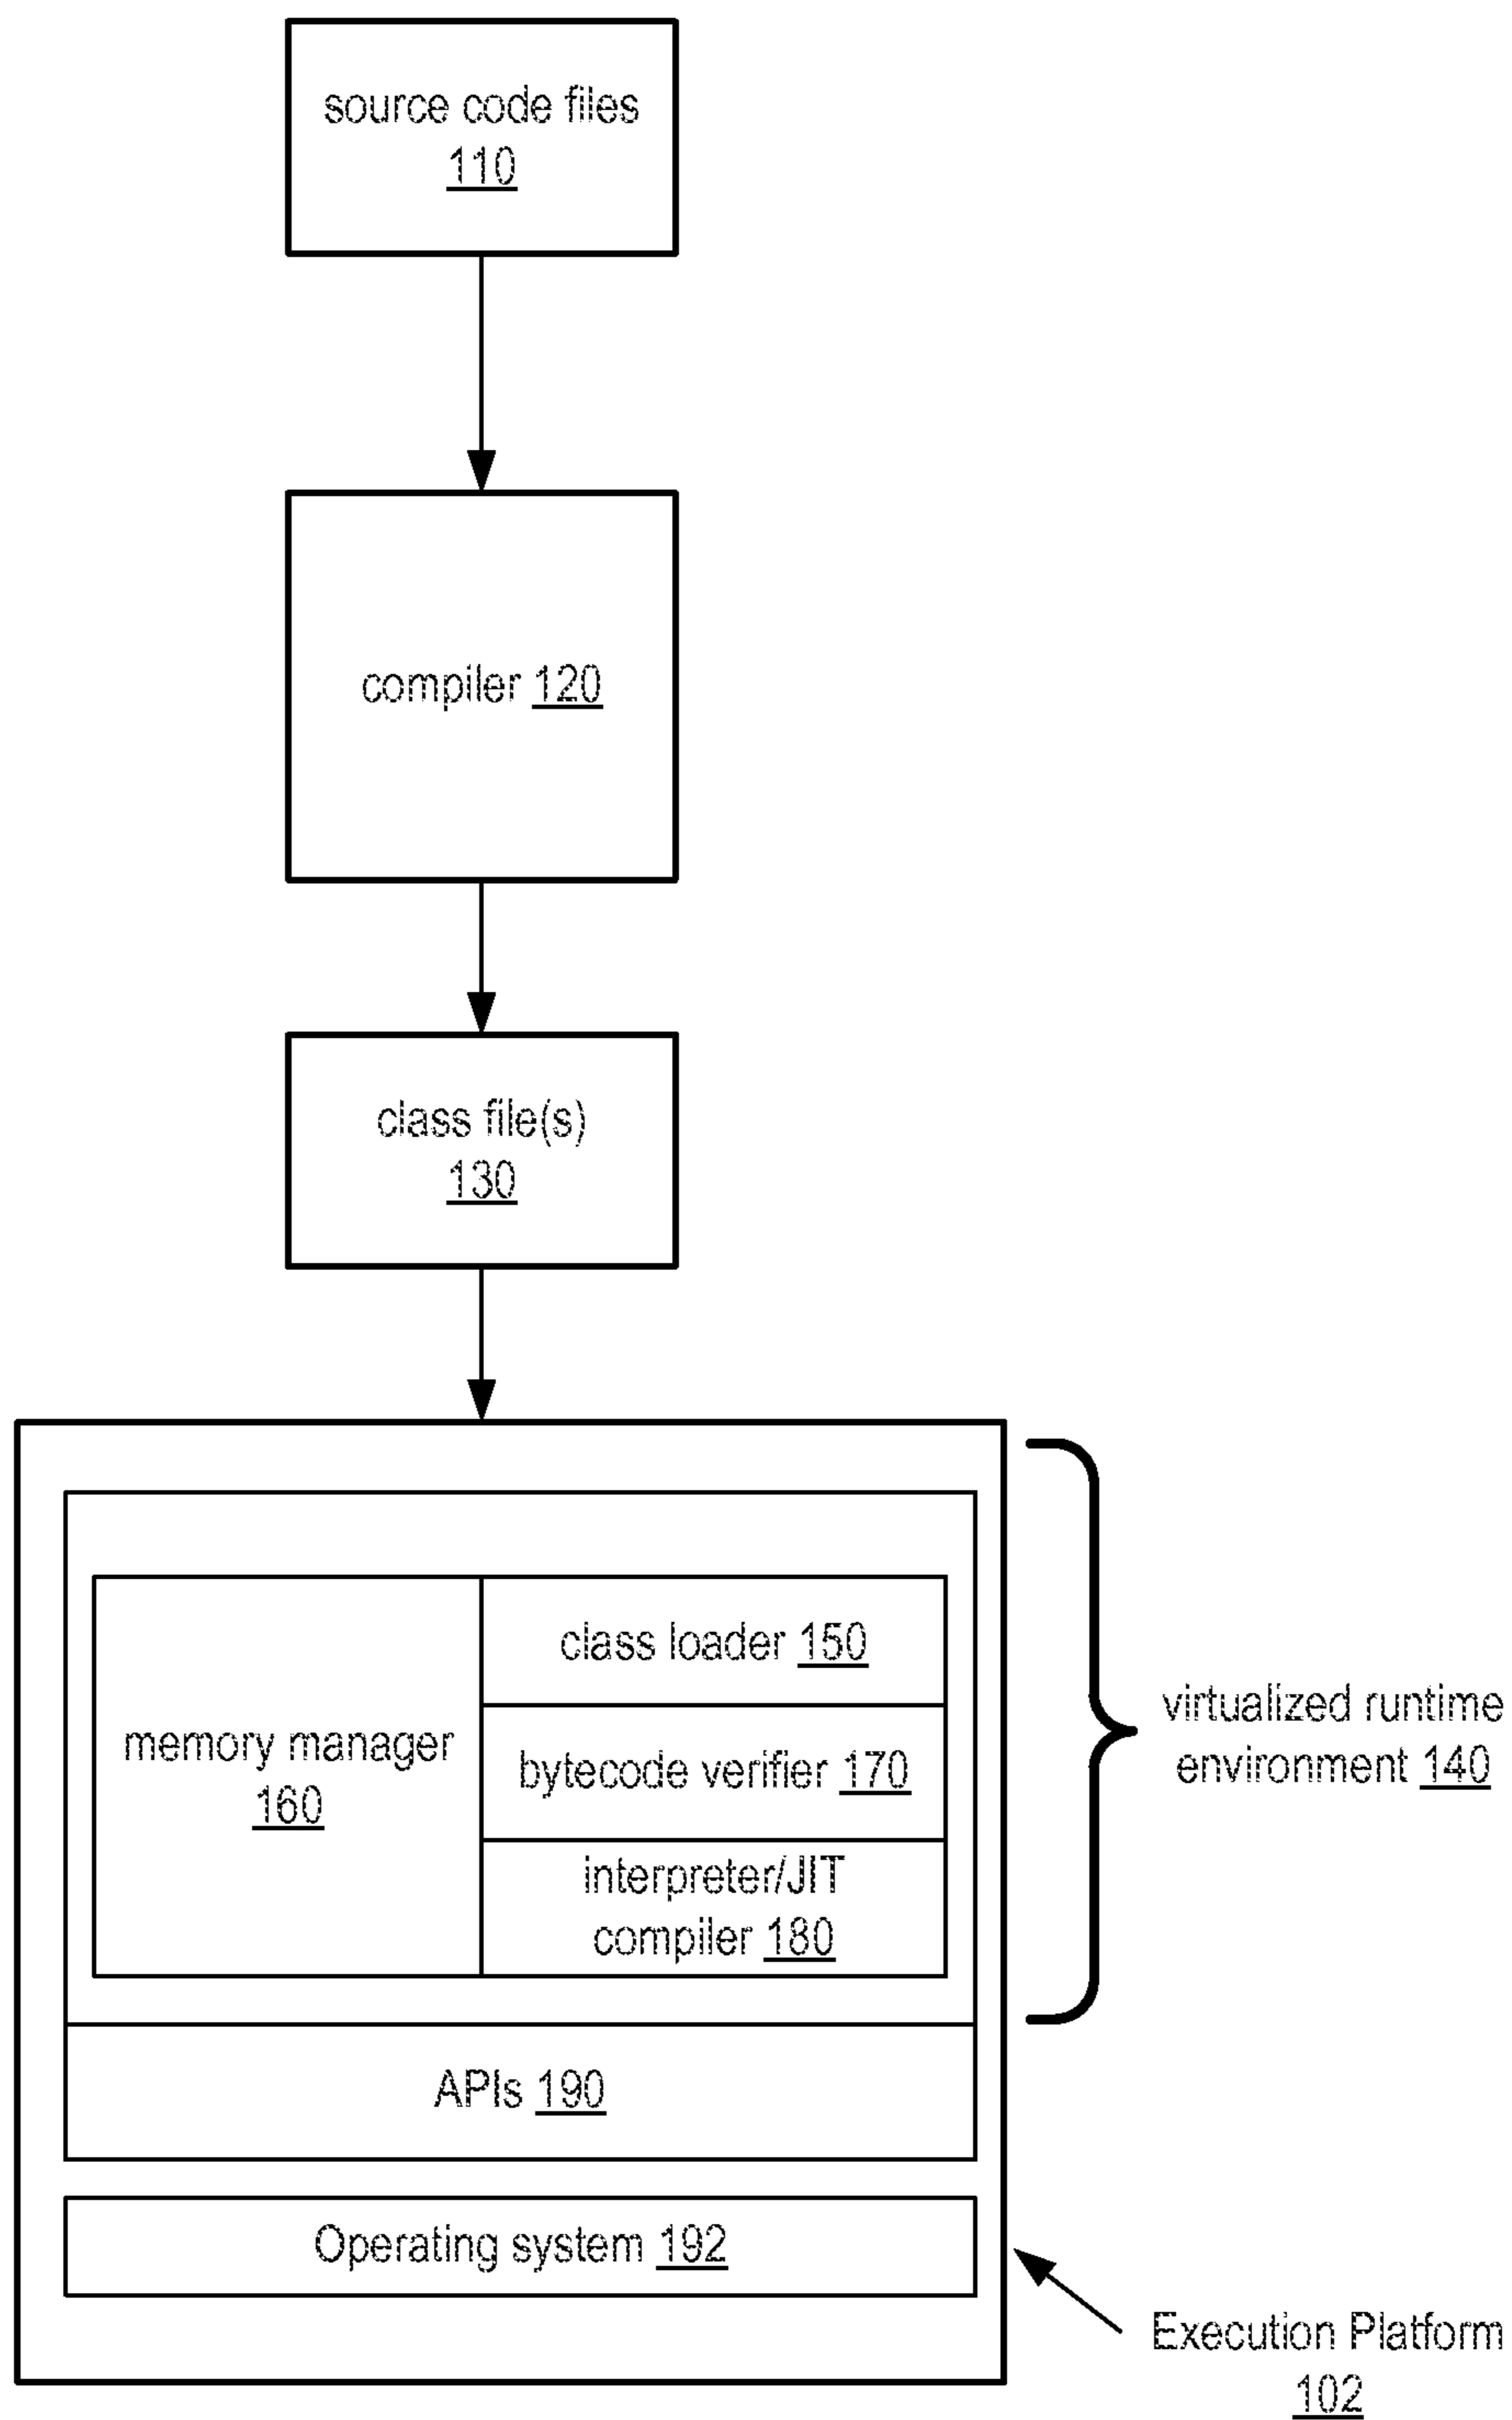 source code files
110
compiler 120
class file(s)
130
class loader 150
memory manager
160
bytecode verifier 170
interpreter/JIT
compiler 180
virtualized runtime
environment 140
APIs 190
Operating system 192
Execution Platform
102